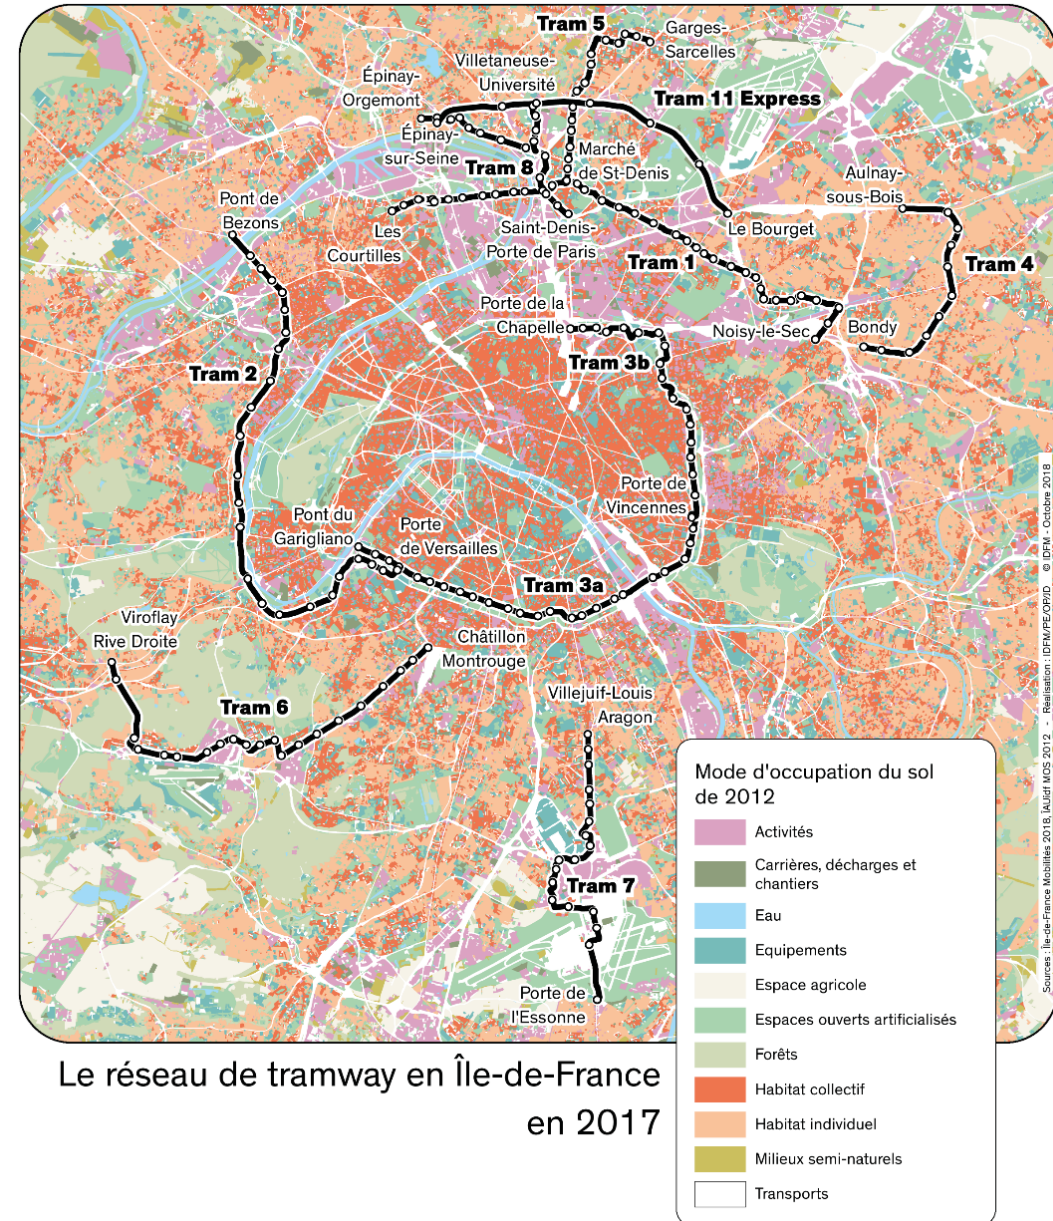 Tram 5
Garges-
Sarcelles
Villetaneuse-
Université
Épinay-
Orgemont
Tram 11 Express
Épinay-
sur-Seine
Marché
de St-Denis
Tram 8
Aulnay-
sous-Bois
Pont de
Bezons
Les
Courtilles
Saint-Denis-
Porte de Paris
Le Bourget
Tram 1
Tram 4
Porte de la
Chapelle
Noisy-le-Sec
Bondy
Tram 3b
Tram 2
Porte de
Vincennes
Pont du
Garigliano
Porte
de Versailles
Tram 3a
Viroflay
Rive Droite
Châtillon
Montrouge
Tram 6
Villejuif-Louis
Aragon
Tram 7
Porte de
l'Essonne
Mode d'occupation du sol
de 2012
Activités
Carrières, décharges et
chantiers
Eau
Equipements
Espace agricole
Espaces ouverts artificialisés
Forêts
Habitat collectif
Habitat individuel
Milieux semi-naturels
Transports
Le réseau de tramway en Île-de-France
en 2017
Sources : Île-de-France Mobilités 2018, IAUidf MOS 2012 - Réalisation : IDFM/PE/OP/ID © IDFM - Octobre 2018